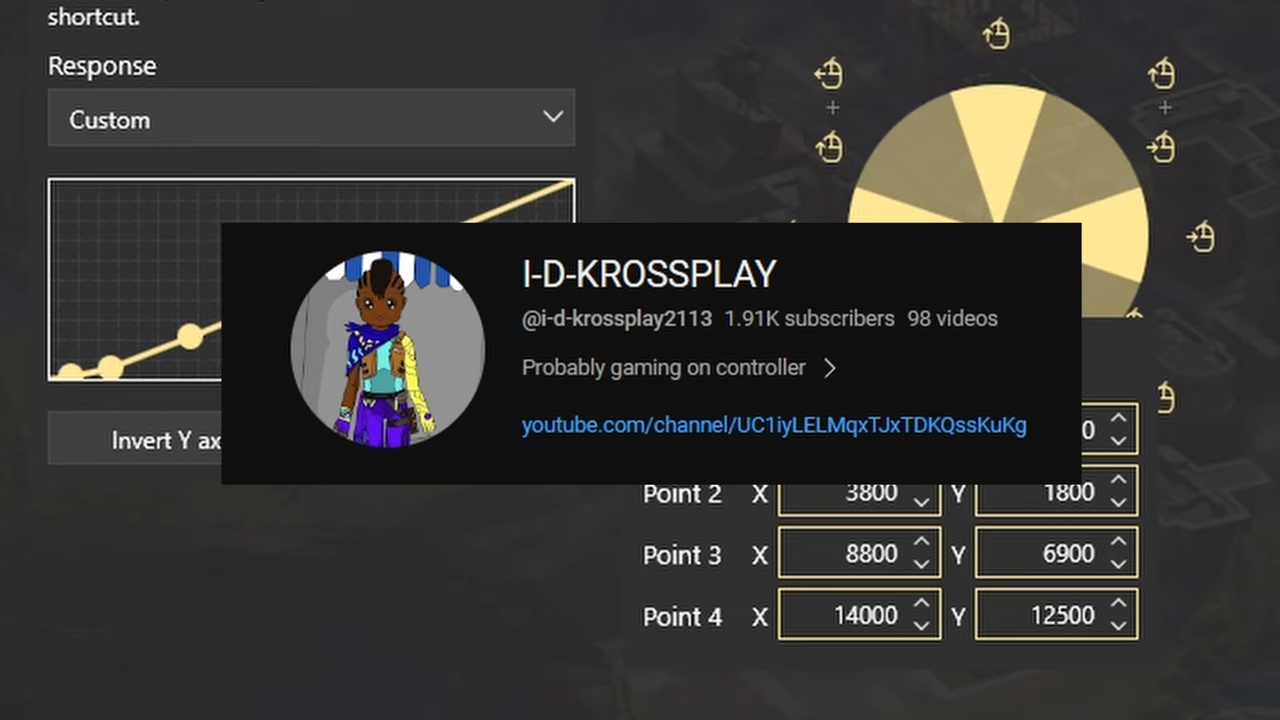 shortcut.
Response
Custom
I-D-KROSSPLAY
@i-d-krossplay2113 1.91K subscribers 98 videos
Probably gaming on controller
youtube.com/channel/UC1iyLELMqxTJxTDKQssKuKg
Invert Y ax
0
Point 2 X 3800 Y 1800
Point 3 X 8800 Y 6900
Point 4 X 14000 Y 12500